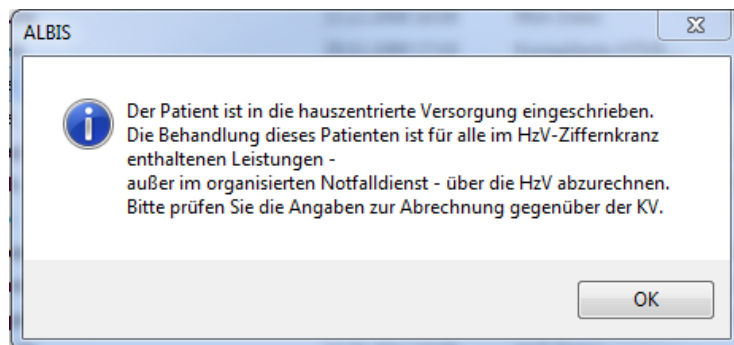 ALBIS
Der Patient ist in die hauszentrierte Versorgung eingeschrieben.
Die Behandlung dieses Patienten ist für alle im HzV-Ziffernkranz
enthaltenen Leistungen -
außer im organisierten Notfalldienst - über die HzV abzurechnen.
Bitte prüfen Sie die Angaben zur Abrechnung gegenüber der KV.
OK